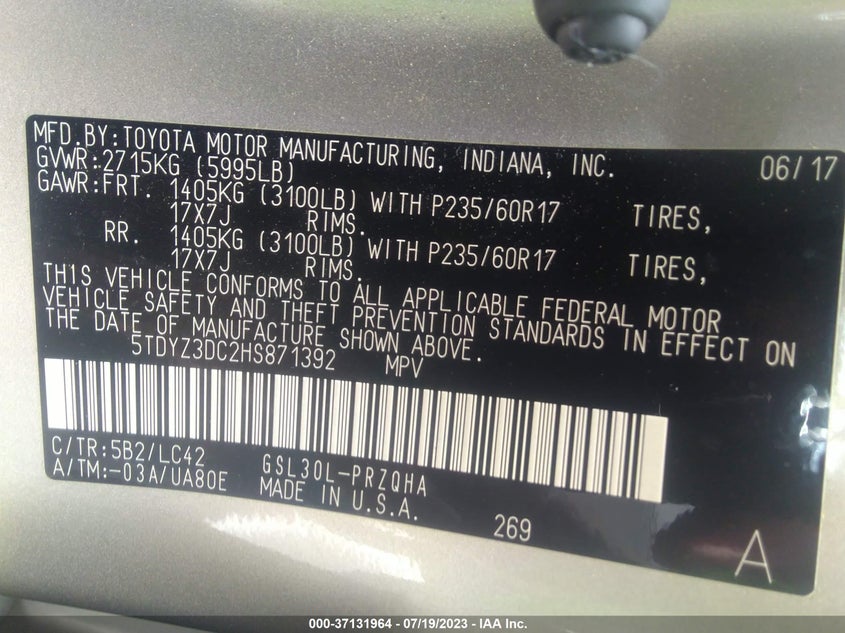 MFD.BY:TOYOTA MOTOR MANUFACTURING, INDIANA, INC. 06/17
GVWR:2715KG (5995LB)
GAWR:FRT. 1405KG (3100LB) WITH P235/60R17 TIRES,
17X7J RIMS.
RR. 1405KG (3100LB) WITH P235/60R17 TIRES,
17X7J RIMS.
THIS VEHICLE CONFORMS TO ALL APPLICABLE FEDERAL MOTOR
VEHICLE SAFETY AND THEFT PREVENTION STANDARDS IN EFFECT ON
THE DATE OF MANUFACTURE SHOWN ABOVE.
5TDYZ3DC2HS871392 MPV
C/TR:5B2/LC42 GSL30L-PRZQHA
A/TM:-03A/UA80E MADE IN U.S.A.
269
A
000-37131964 - 07/19/2023 - IAA Inc.